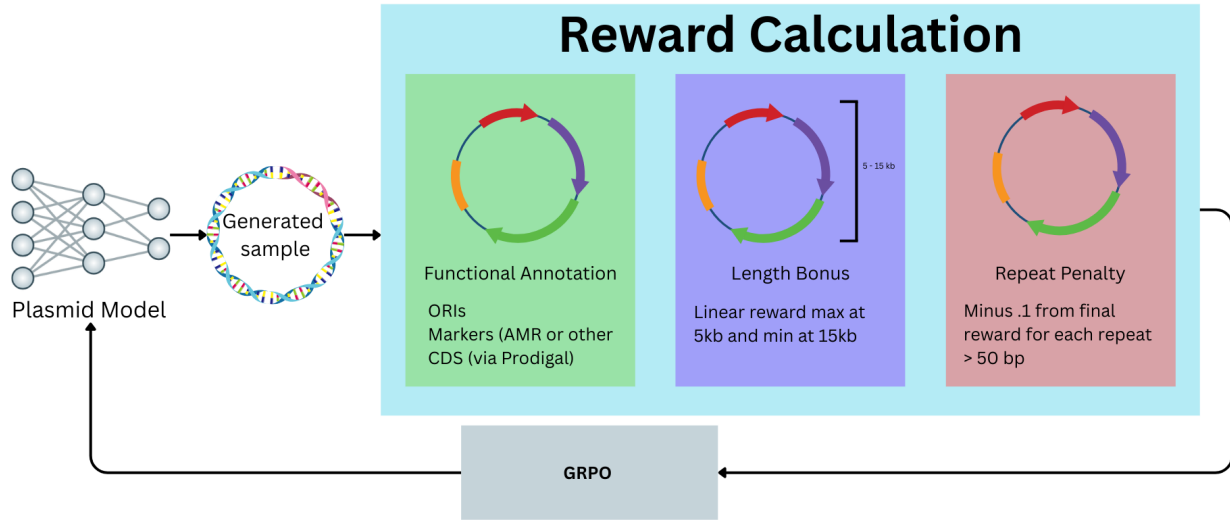 Reward Calculation
Plasmid Model
Generated
sample
Functional Annotation
ORIs
Markers (AMR or other
CDS (via Prodigal)
5 - 15 kb
Length Bonus
Linear reward max at
5kb and min at 15kb
Repeat Penalty
Minus .1 from final
reward for each repeat
> 50 bp
GRPO